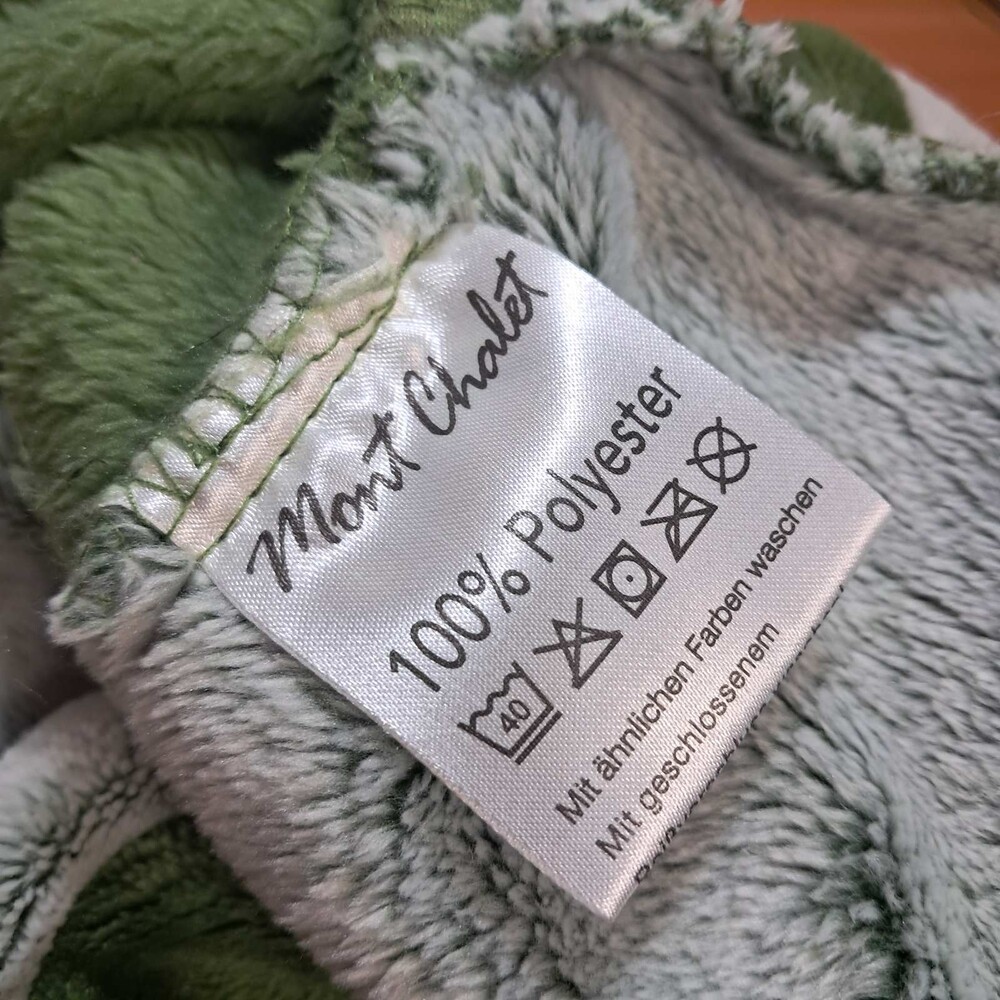 Mont Chalet
100% Polyester
40
Mit ähnlichen Farben waschen
Mit geschlossenem